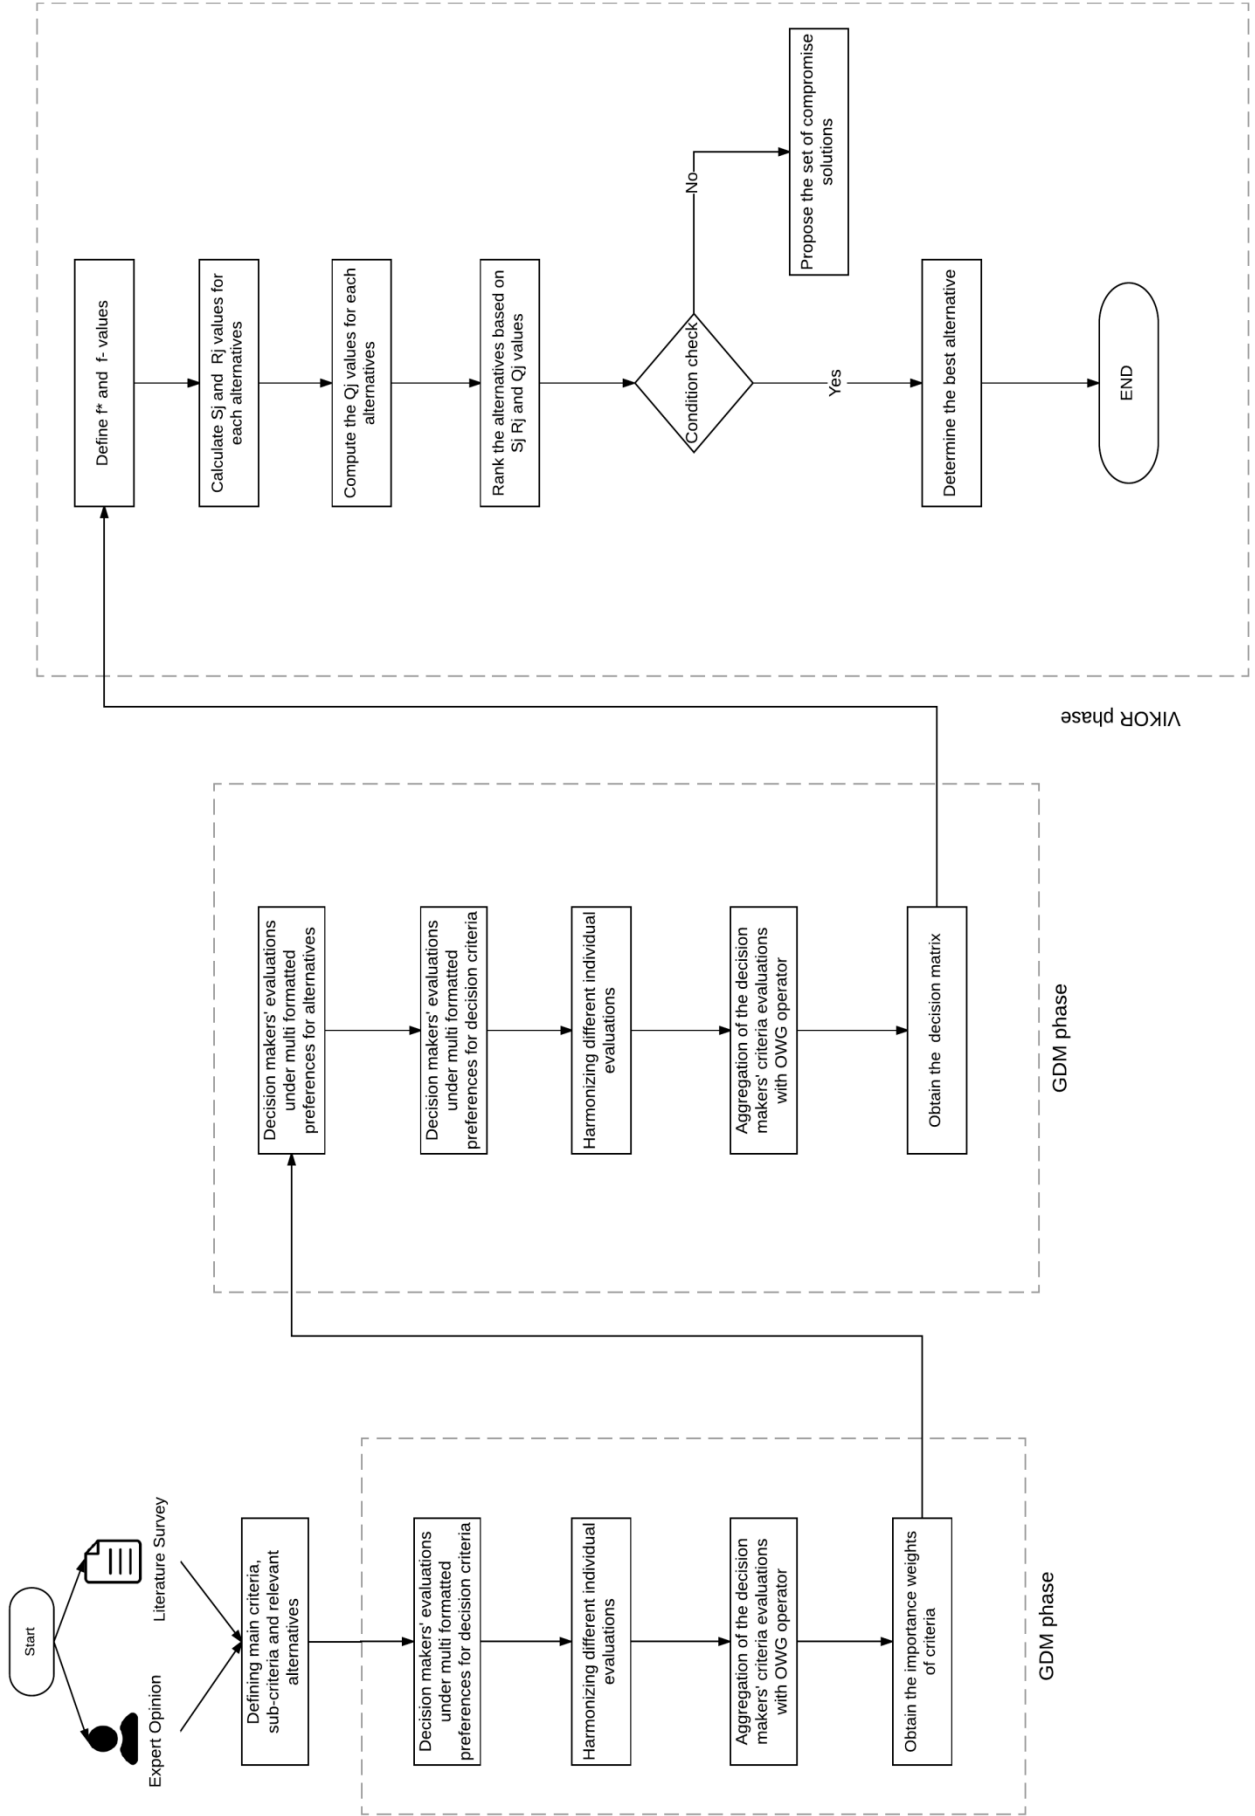 Start
Expert Opinion
Literature Survey
Defining main criteria,
sub-criteria and relevant
alternatives
Decision makers' evaluations
under multi formatted
preferences for decision criteria
Harmonizing different individual
evaluations
Aggregation of the decision
makers' criteria evaluations
with OWG operator
Obtain the importance weights
of criteria
GDM phase
Decision makers' evaluations
under multi formatted
preferences for alternatives
Decision makers' evaluations
under multi formatted
preferences for decision criteria
Harmonizing different individual
evaluations
Aggregation of the decision
makers' criteria evaluations
with OWG operator
Obtain the decision matrix
GDM phase
Define f* and f- values
Calculate Sj and Rj values for
each alternatives
Compute the Qj values for each
alternatives
Rank the alternatives based on
Sj Rj and Qj values
Condition check
No
Propose the set of compromise
solutions
Yes
Determine the best alternative
END
VIKOR phase